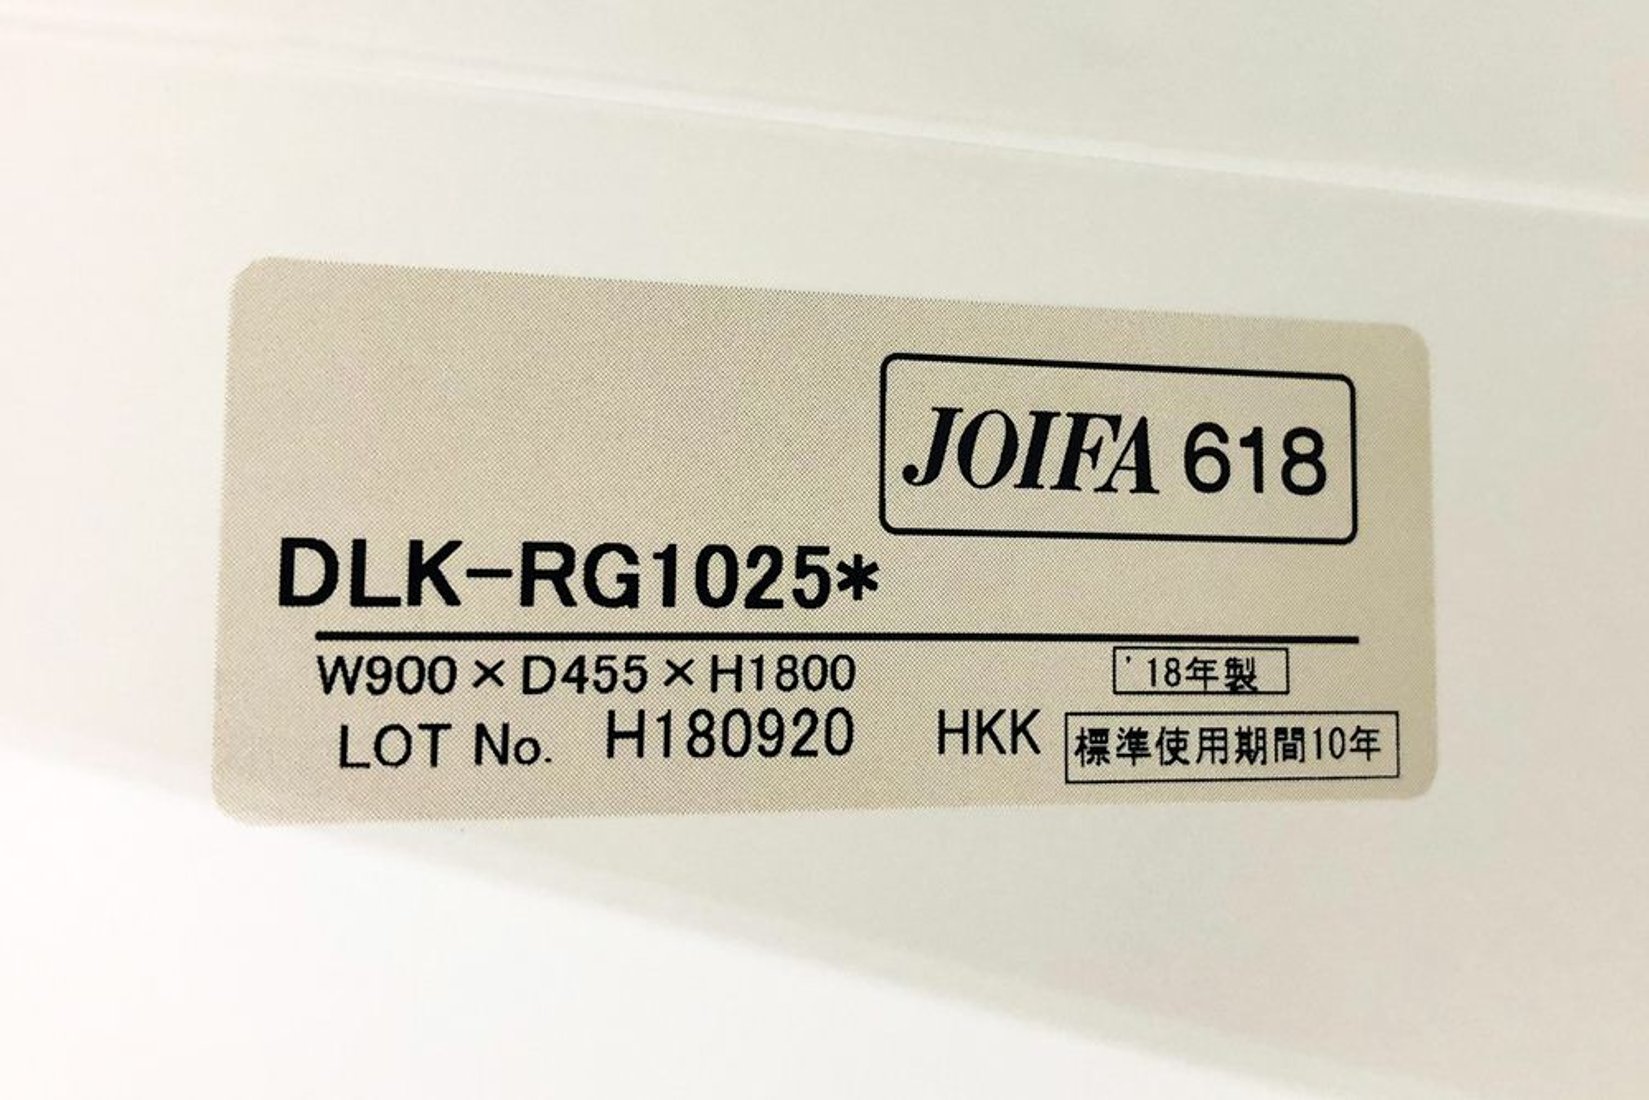 JOIFA 618
DLK-RG1025*
W900×D455×H1800 '18年製
LOT No. H180920 HKK 標準使用期間10年